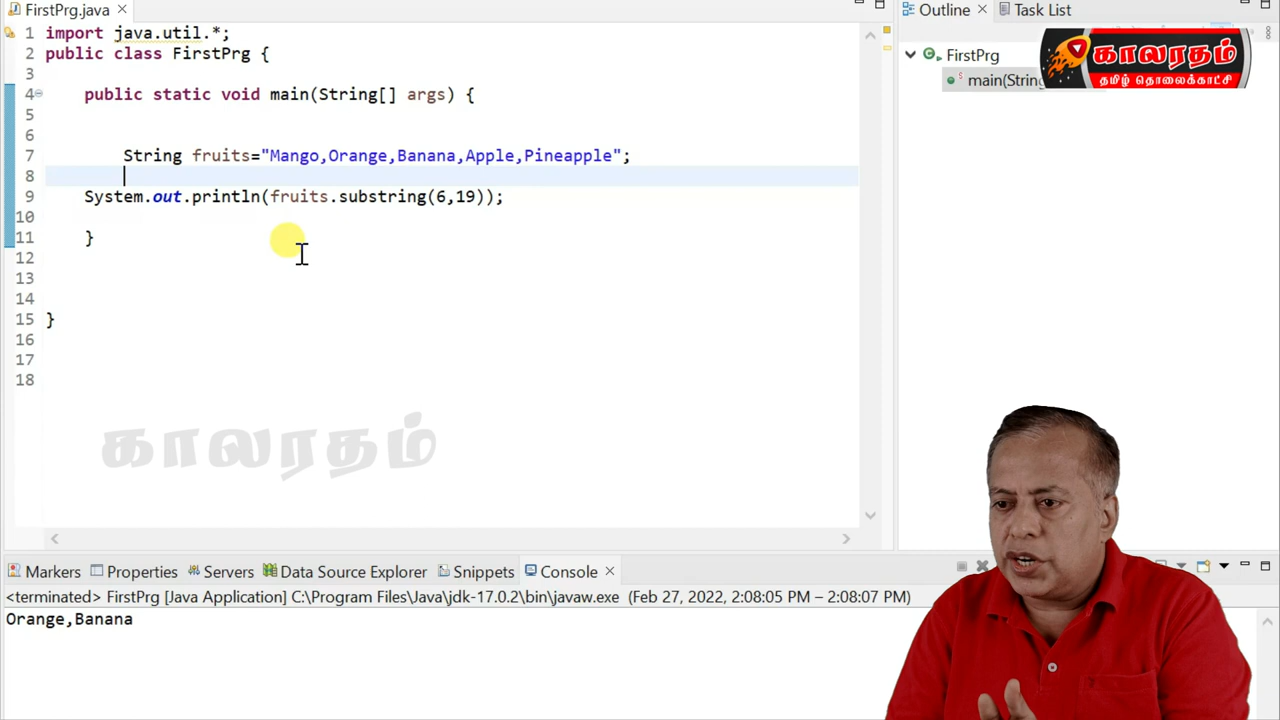 FirstPrg.java
Outline
Task List
1 import java.util.*;
2 public class FirstPrg {
3
4 public static void main(String[] args) {
5
6
7 String fruits="Mango,Orange,Banana,Apple,Pineapple";
8
9 System.out.println(fruits.substring(6,19));
10
11 }
12
13
14
15 }
16
17
18
FirstPrg
main(String
காலரதம்
தமிழ் தொலைக்காட்சி
காலரதம்
Markers Properties Servers Data Source Explorer Snippets Console
<terminated> FirstPrg [Java Application] C:\Program Files\Java\jdk-17.0.2\bin\javaw.exe (Feb 27, 2022, 2:08:05 PM – 2:08:07 PM)
Orange,Banana